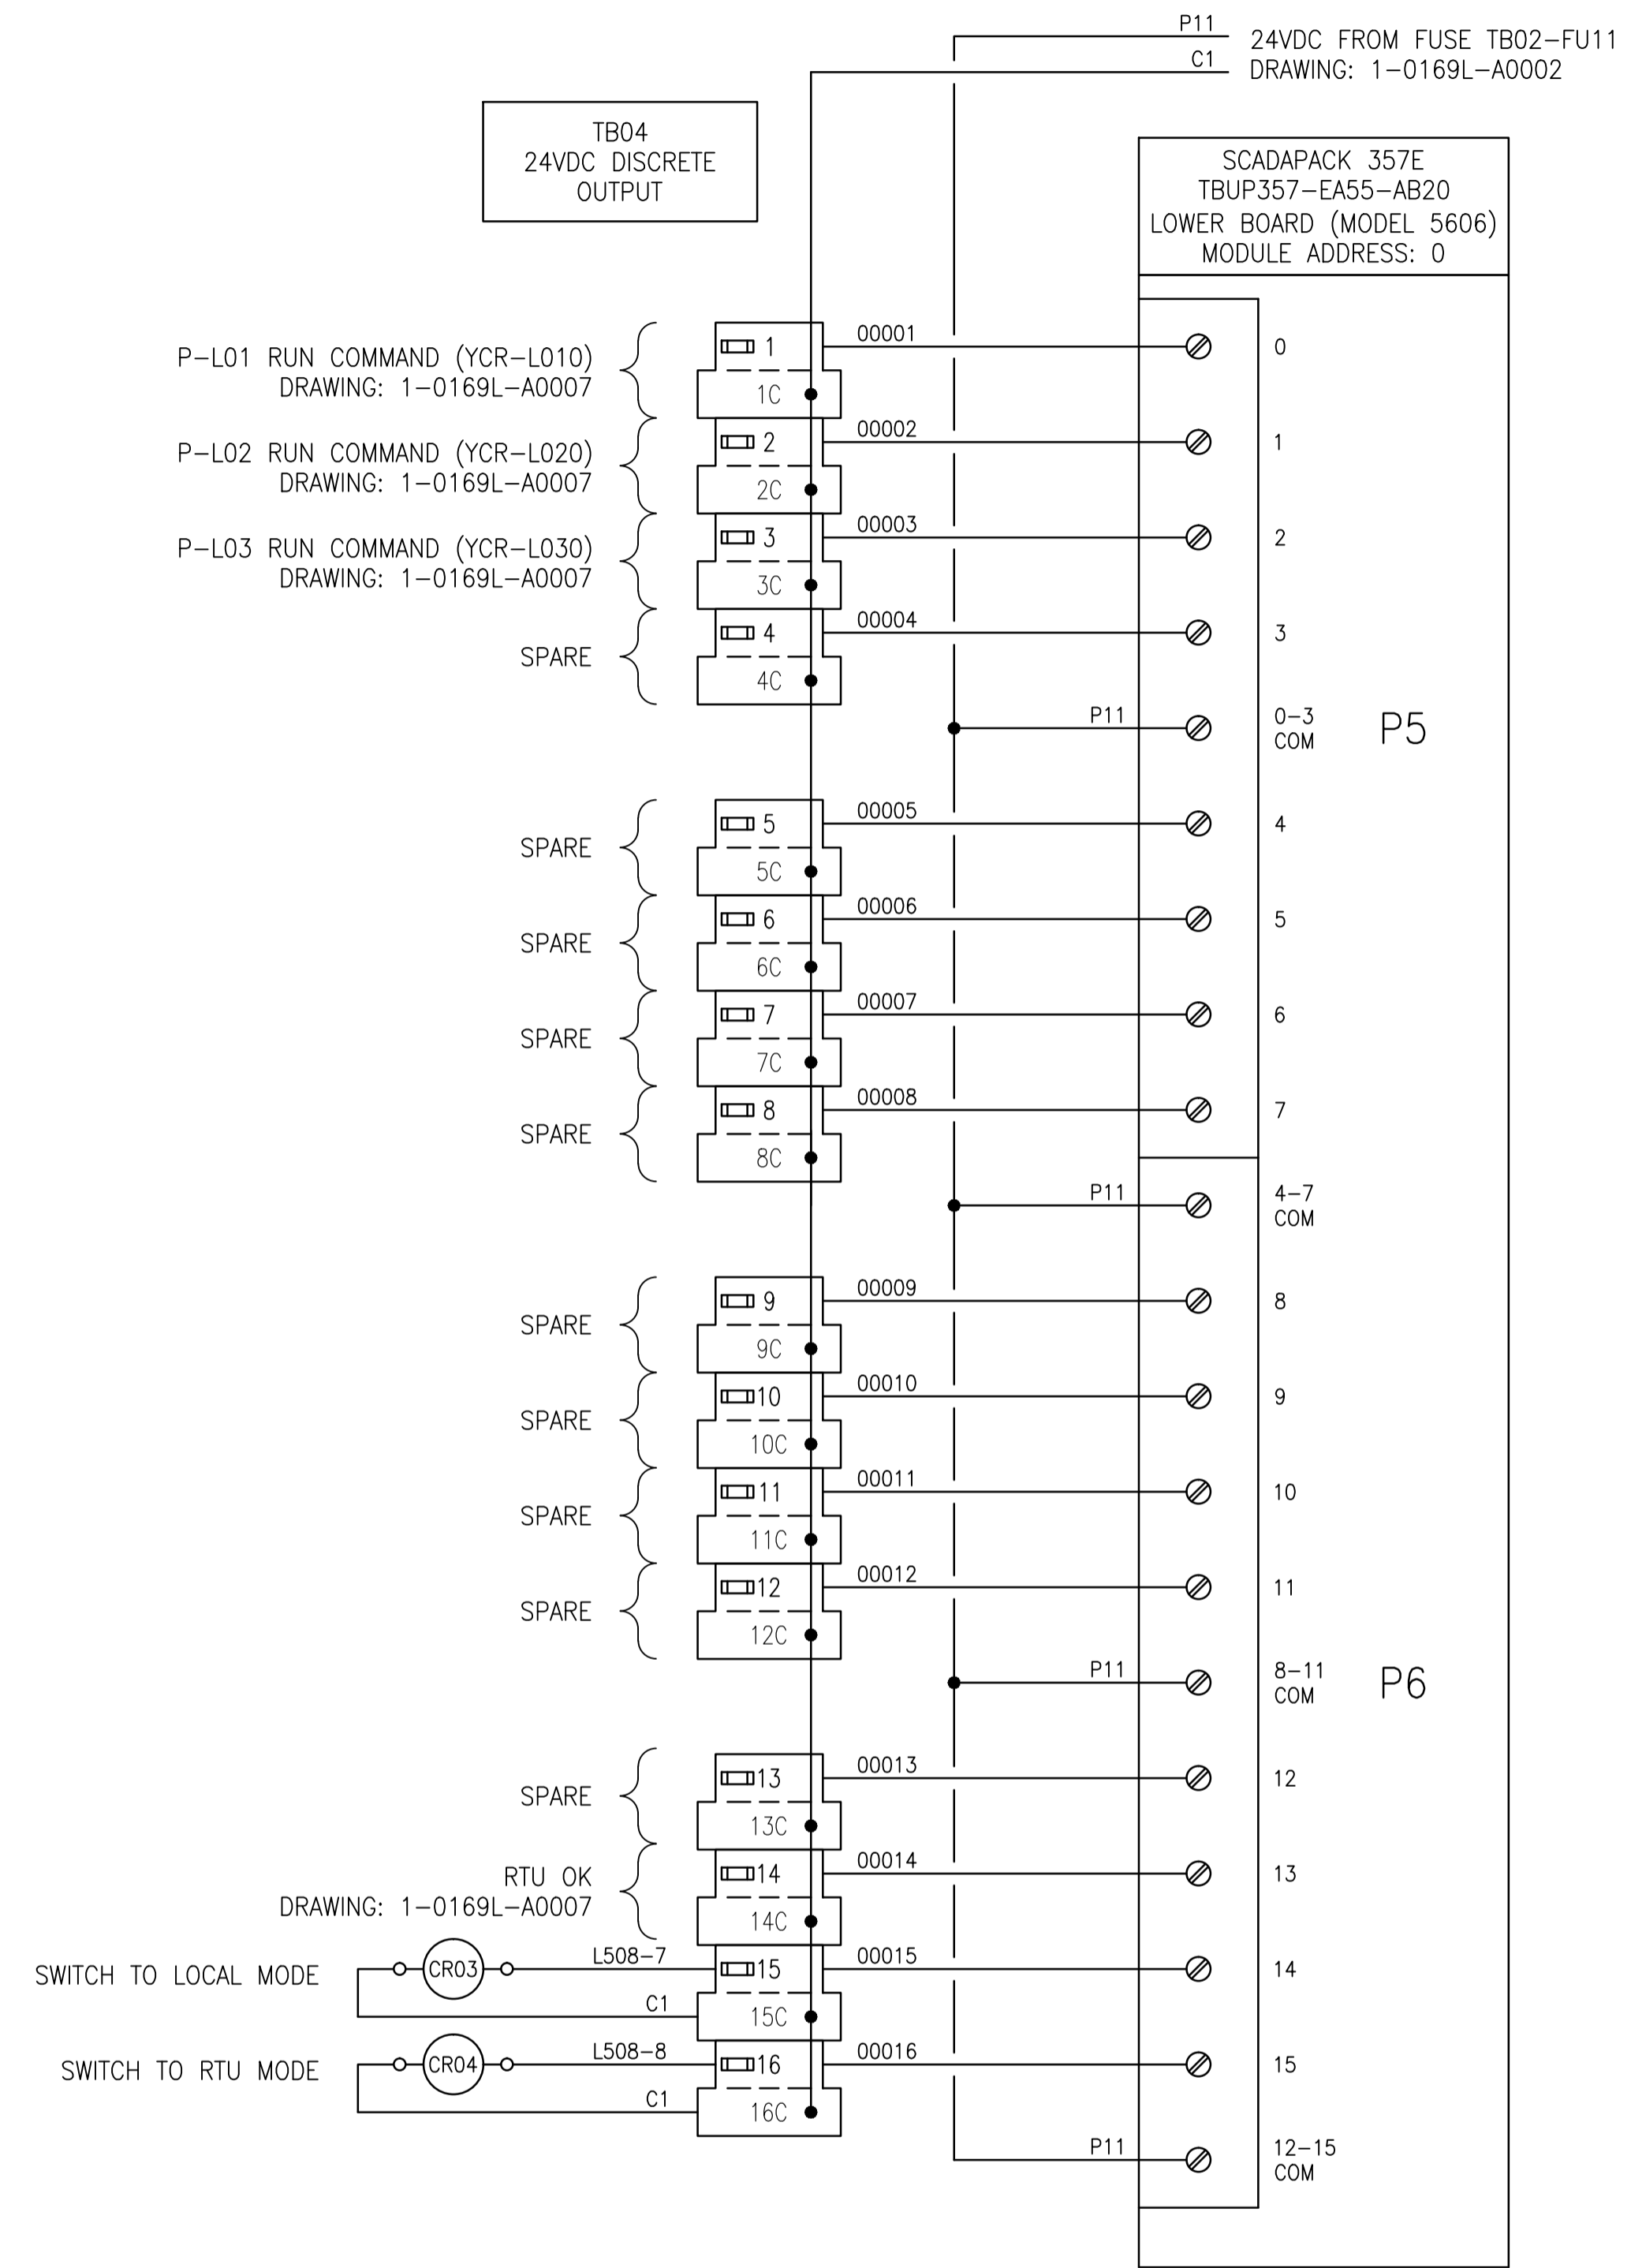 P11
24VDC FROM FUSE TB02-FU11
C1
DRAWING: 1-0169L-A0002
TB04
24VDC DISCRETE
OUTPUT
SCADAPACK 357E
TBUP357-EA55-AB20
LOWER BOARD (MODEL 5606)
MODULE ADDRESS: 0
P-L01 RUN COMMAND (YCR-L010)
DRAWING: 1-0169L-A0007
1
1C
00001
0
P-L02 RUN COMMAND (YCR-L020)
DRAWING: 1-0169L-A0007
2
2C
00002
1
P-L03 RUN COMMAND (YCR-L030)
DRAWING: 1-0169L-A0007
3
3C
00003
2
SPARE
4
4C
00004
3
P11
0-3
COM
P5
SPARE
5
5C
00005
4
SPARE
6
6C
00006
5
SPARE
7
7C
00007
6
SPARE
8
8C
00008
7
P11
4-7
COM
SPARE
9
9C
00009
8
SPARE
10
10C
00010
9
SPARE
11
11C
00011
10
SPARE
12
12C
00012
11
P11
8-11
COM
P6
SPARE
13
13C
00013
12
RTU OK
DRAWING: 1-0169L-A0007
14
14C
00014
13
SWITCH TO LOCAL MODE
CR03
L508-7
C1
15
15C
00015
14
SWITCH TO RTU MODE
CR04
L508-8
C1
16
16C
00016
15
P11
12-15
COM